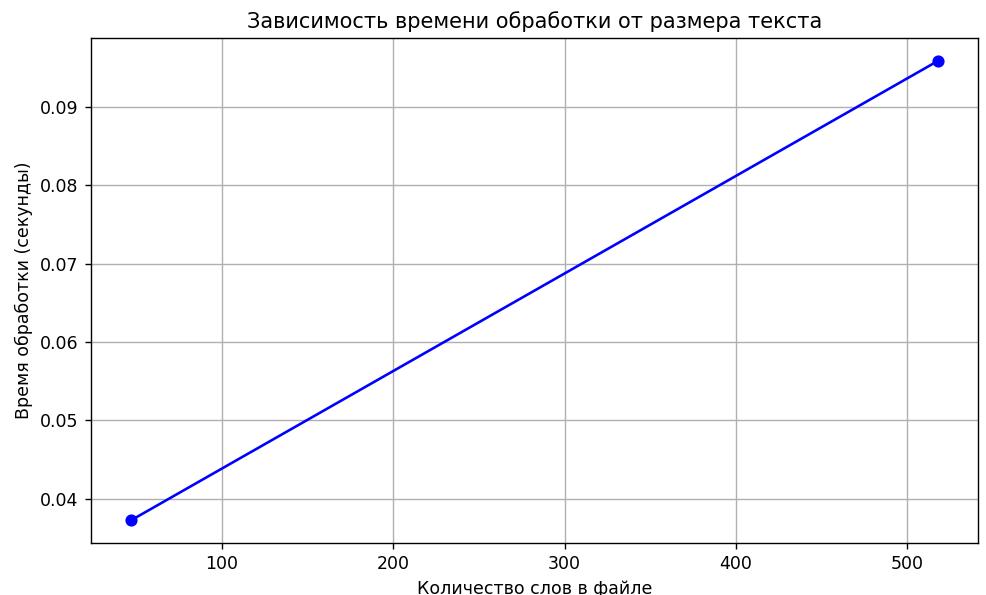 Зависимость времени обработки от размера текста
Время обработки (секунды)
0.09
0.08
0.07
0.06
0.05
0.04
100 200 300 400 500
Количество слов в файле